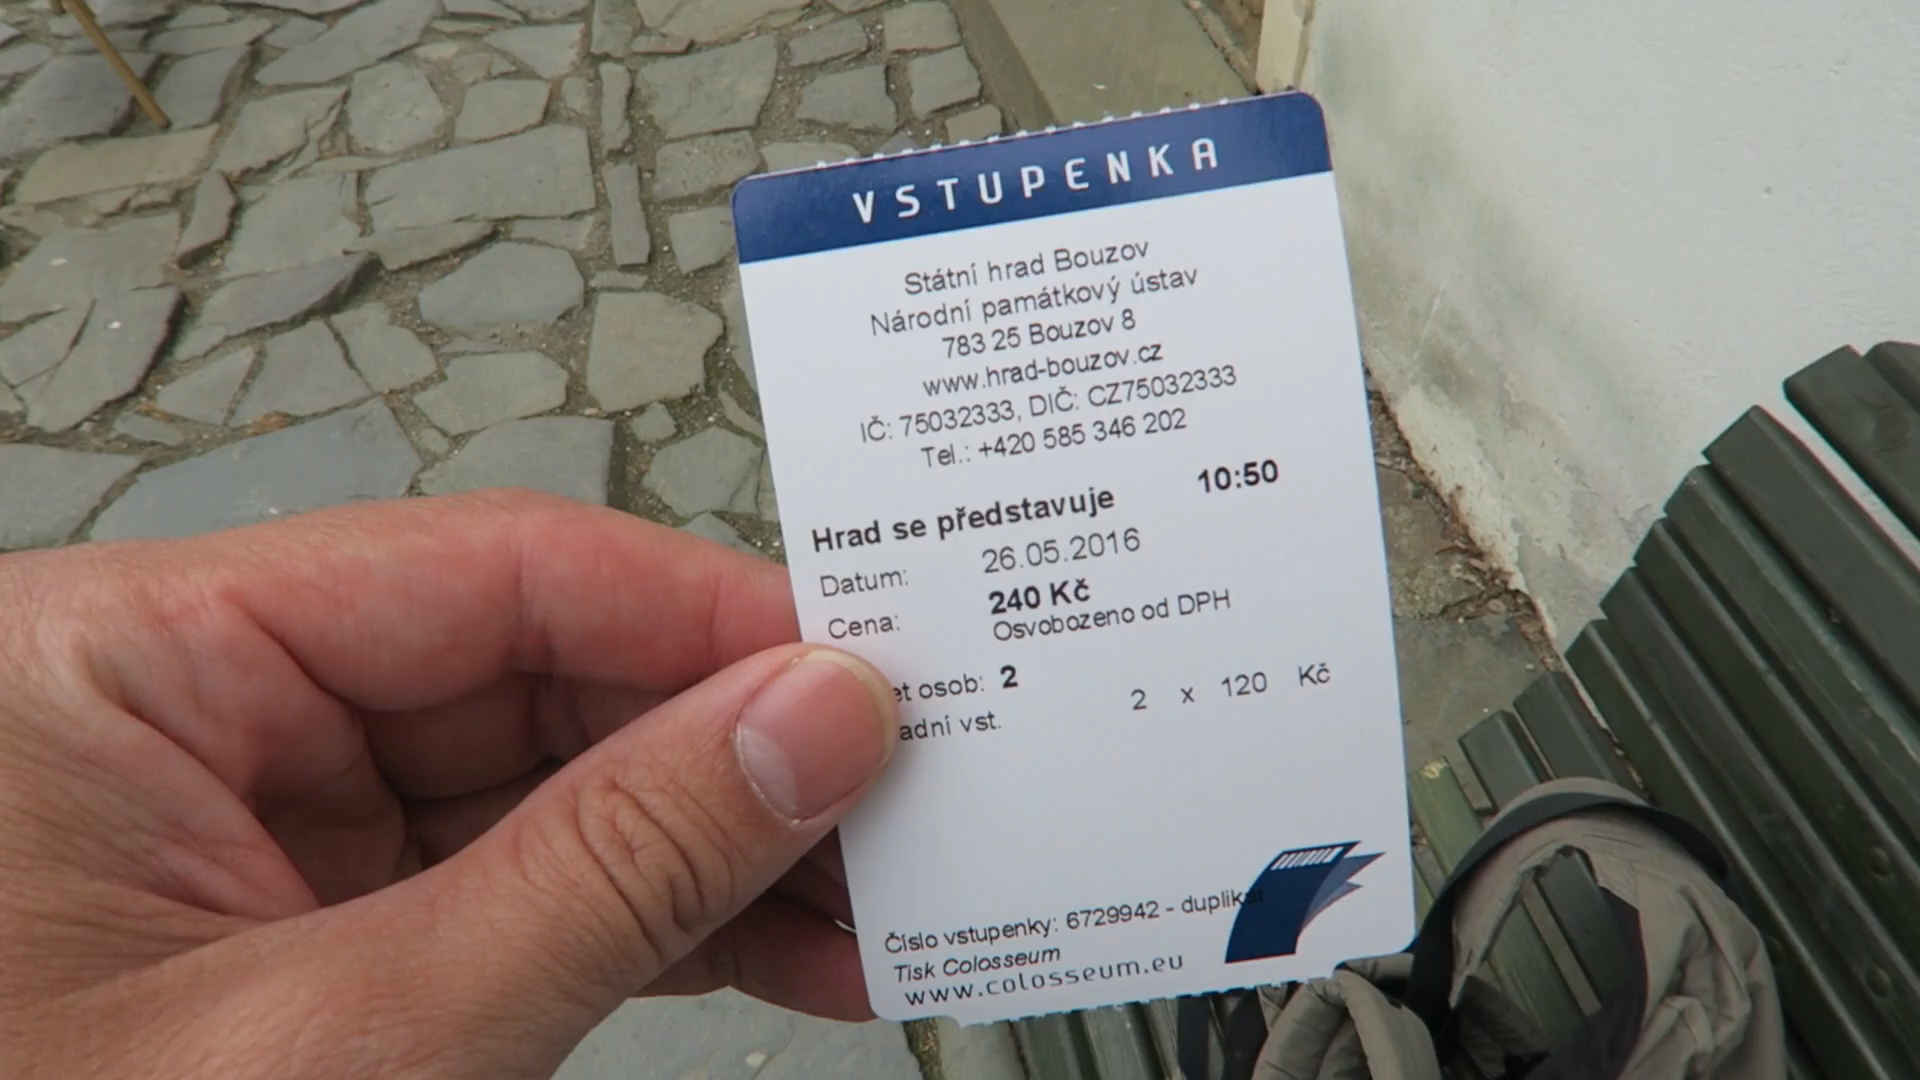 VSTUPENKA
Státní hrad Bouzov
Národní památkový ústav
783 25 Bouzov 8
www.hrad-bouzov.cz
IČ: 75032333, DIČ: CZ75032333
Tel.: +420 585 346 202
Hrad se představuje 10:50
Datum: 26.05.2016
Cena: 240 Kč
Osvobozeno od DPH
osob: 2
vst. 2 x 120 Kč
Číslo vstupenky: 6729942 -
Tisk Colosseum
www.colosseum.eu